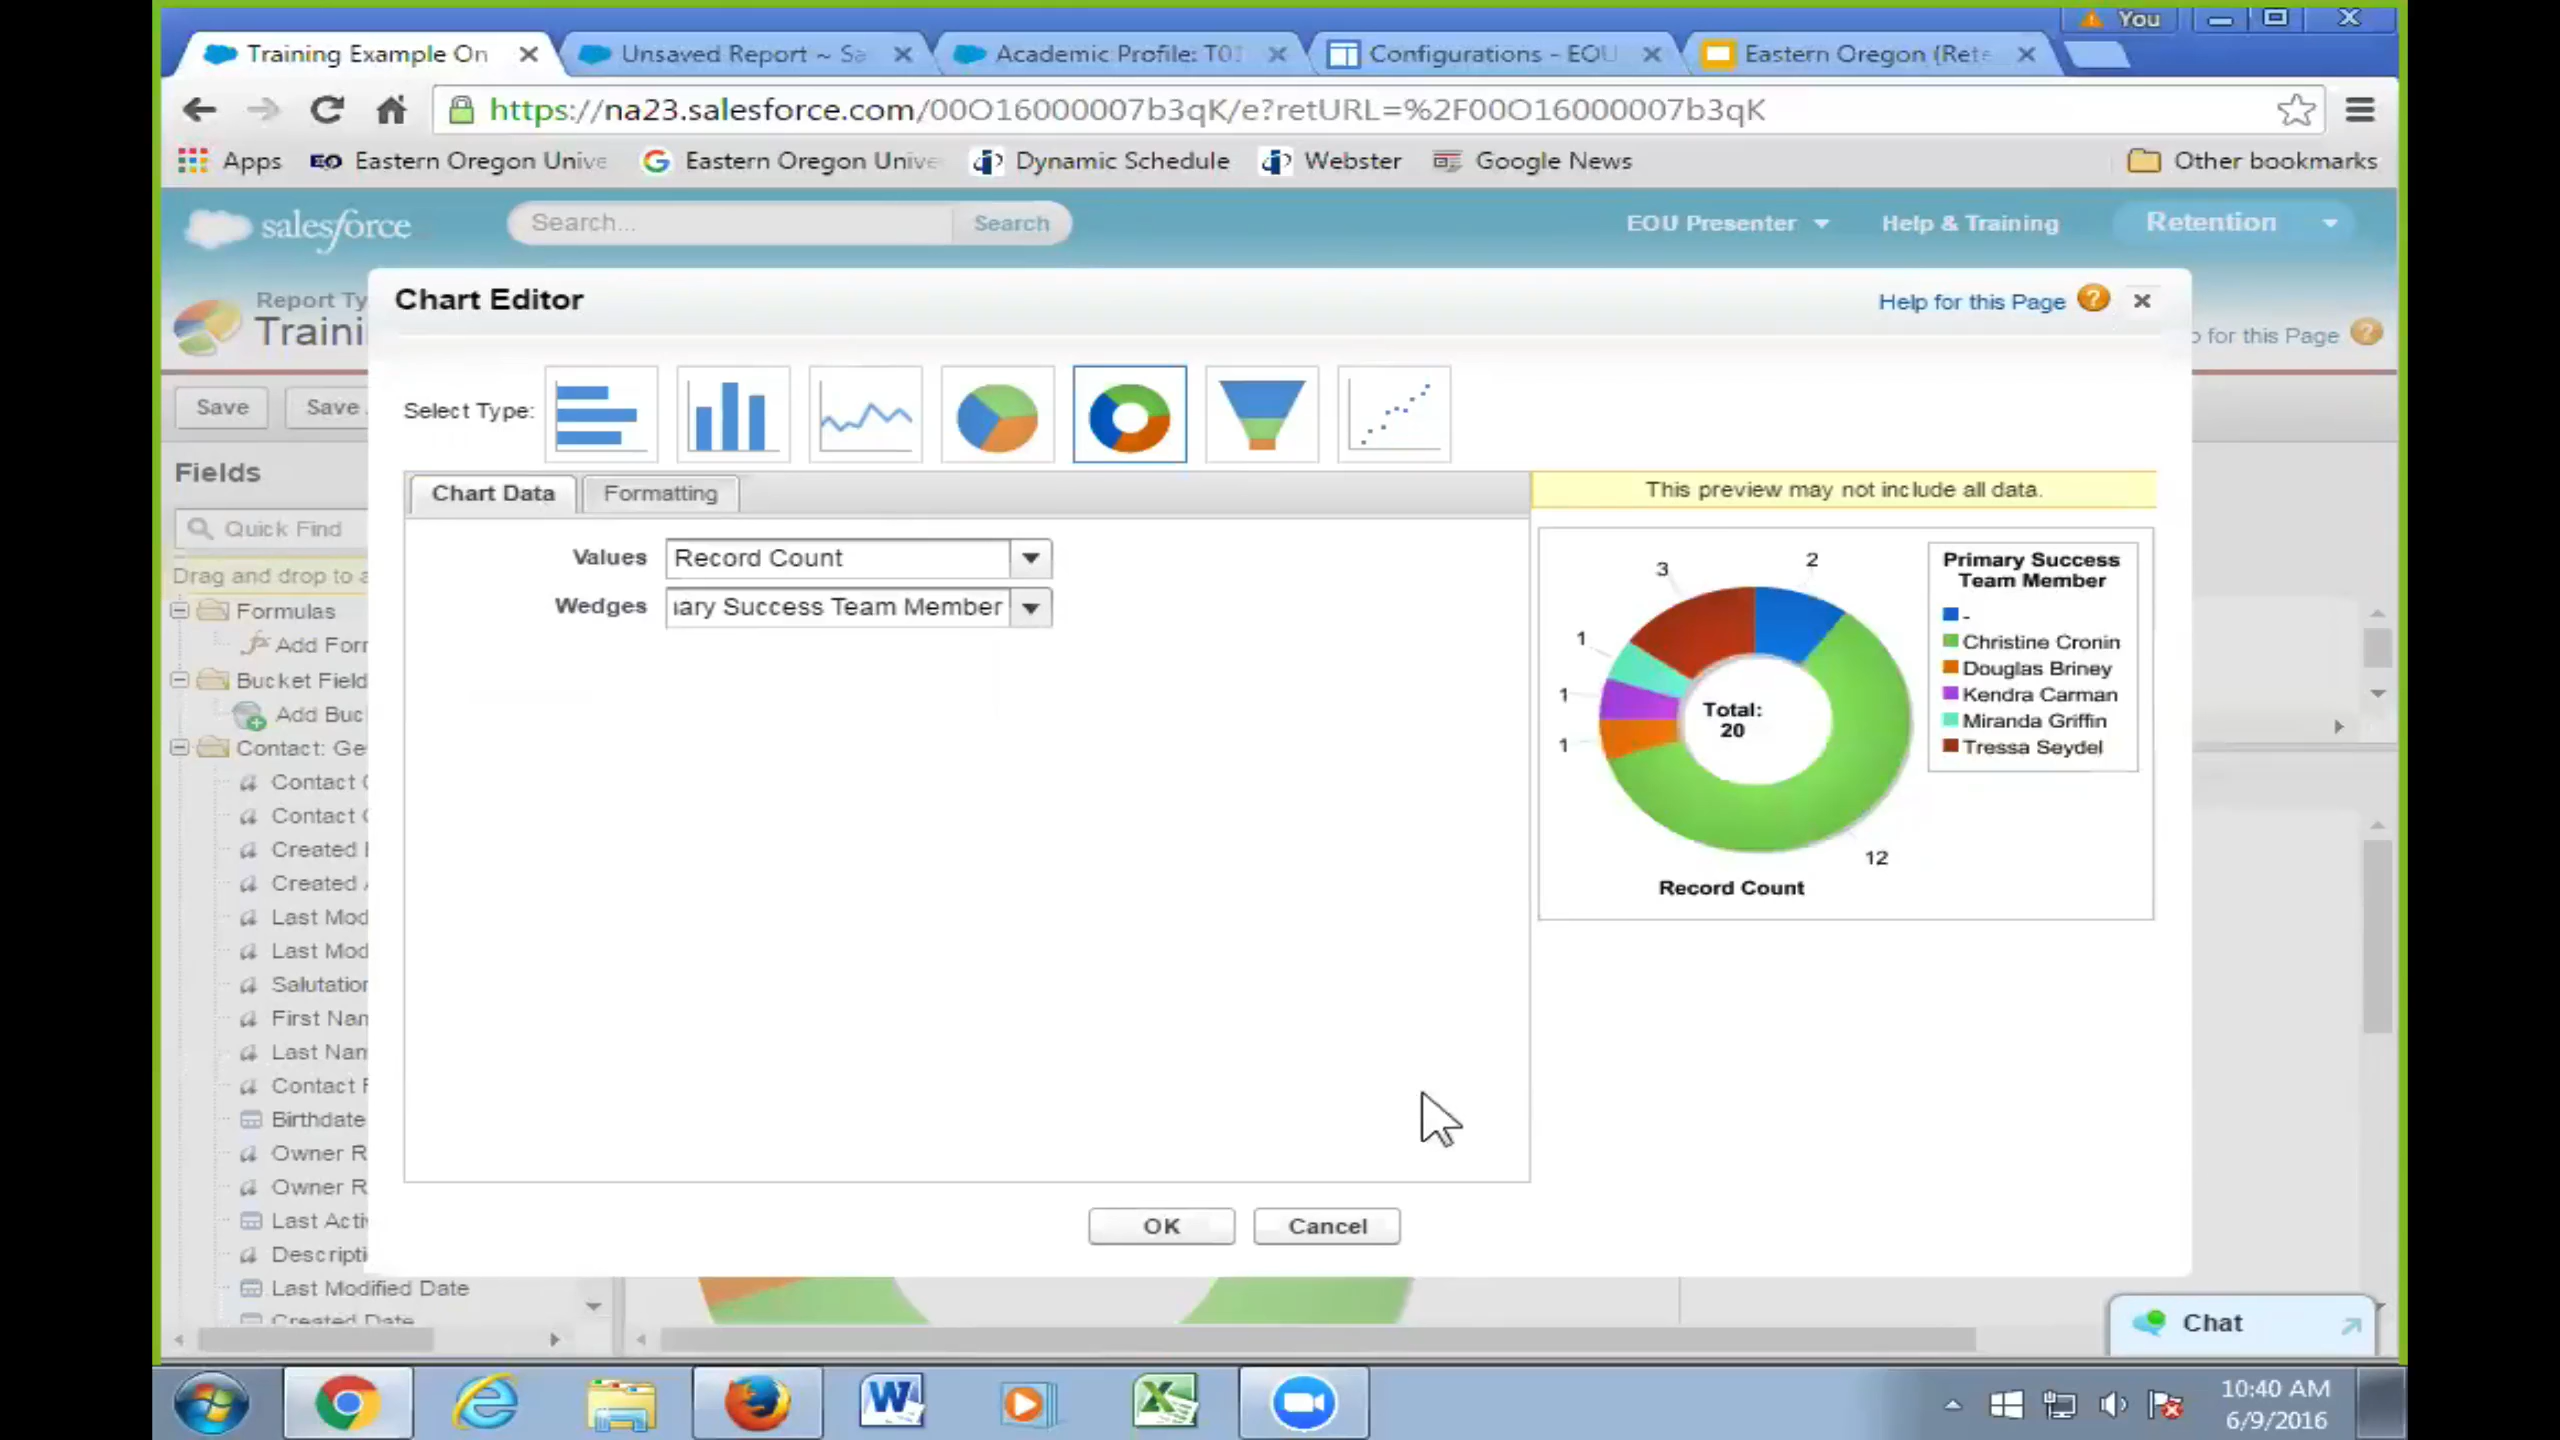 You
Training Example On
Unsaved Report ~ Sa
Academic Profile: T01
Configurations - EOU
Eastern Oregon (Rete
https://na23.salesforce.com/00O16000007b3qK/e?retURL=%2F00O16000007b3qK
Apps
EO Eastern Oregon Unive
Eastern Oregon Unive
Dynamic Schedule
Webster
Google News
Other bookmarks
salesforce
Search...
Search
EOU Presenter
Help & Training
Retention
Report Ty
Traini
Chart Editor
Help for this Page
for this Page
Save
Save
Select Type:
Fields
Quick Find
Drag and drop to a
Formulas
Add Forr
Bucket Field
Add Buc
Contact: Ge
Contact
Contact
Created
Created
Last Mod
Last Mod
Salutation
First Nan
Last Nan
Contact
Birthdate
Owner R
Owner R
Last Acti
Descripti
Last Modified Date
Created Date
Chart Data
Formatting
Values
Record Count
Wedges
ary Success Team Member
OK
Cancel
This preview may not include all data.
3
2
1
1
1
12
Total:
20
Record Count
Primary Success
Team Member
-
Christine Cronin
Douglas Briney
Kendra Carman
Miranda Griffin
Tressa Seydel
Chat
10:40 AM
6/9/2016